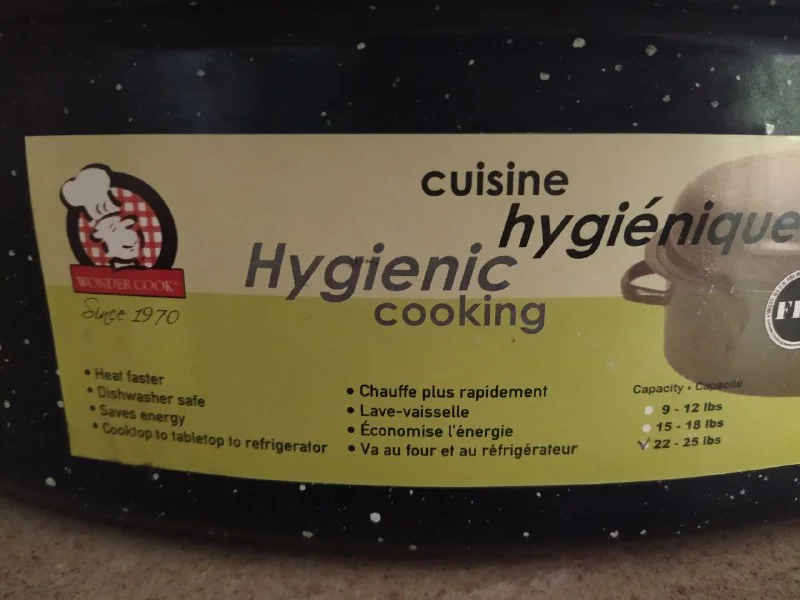 cuisine
hygiénique
Hygienic
cooking
WONDER COOK
Since 1970
• Heat faster
• Dishwasher safe
• Saves energy
• Cooktop to tabletop to refrigerator
• Chauffe plus rapidement
• Lave-vaisselle
• Économise l'énergie
• Va au four et au réfrigérateur
Capacity • Capacité
9 - 12 lbs
15 - 18 lbs
22 - 25 lbs